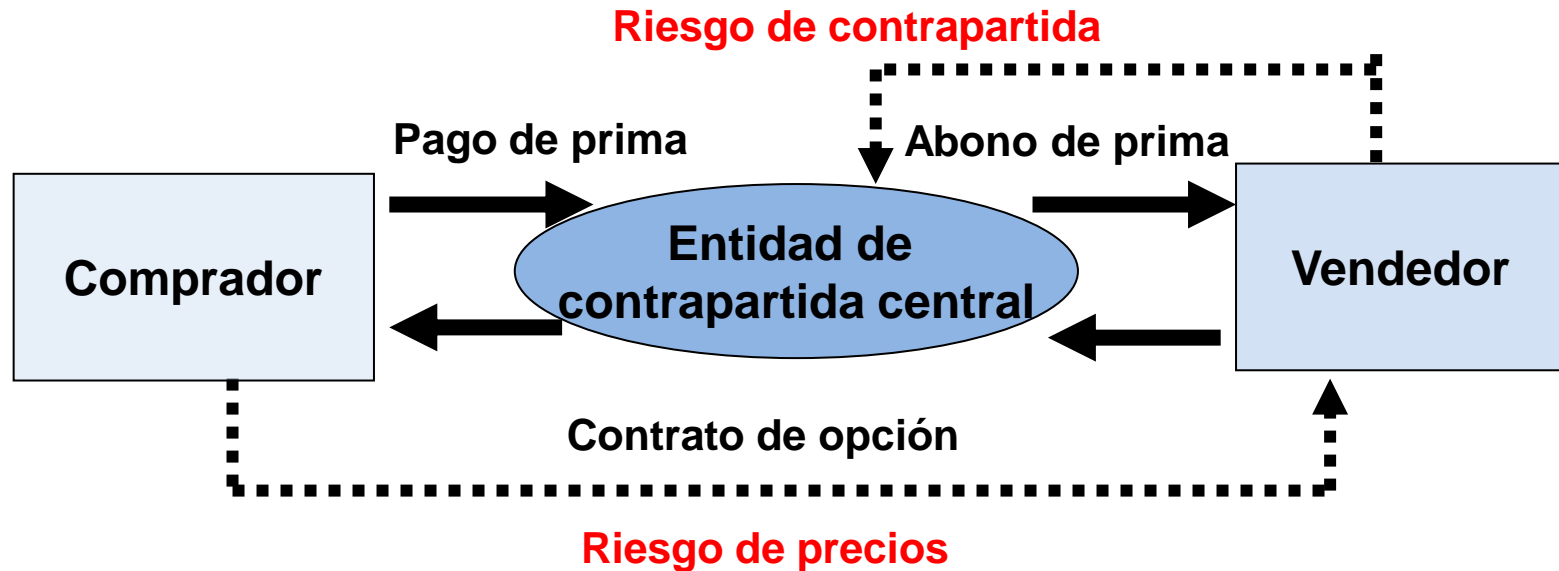 Riesgo de contrapartida
Pago de prima
Abono de prima
Comprador
Entidad de
contrapartida central
Vendedor
Contrato de opción
Riesgo de precios